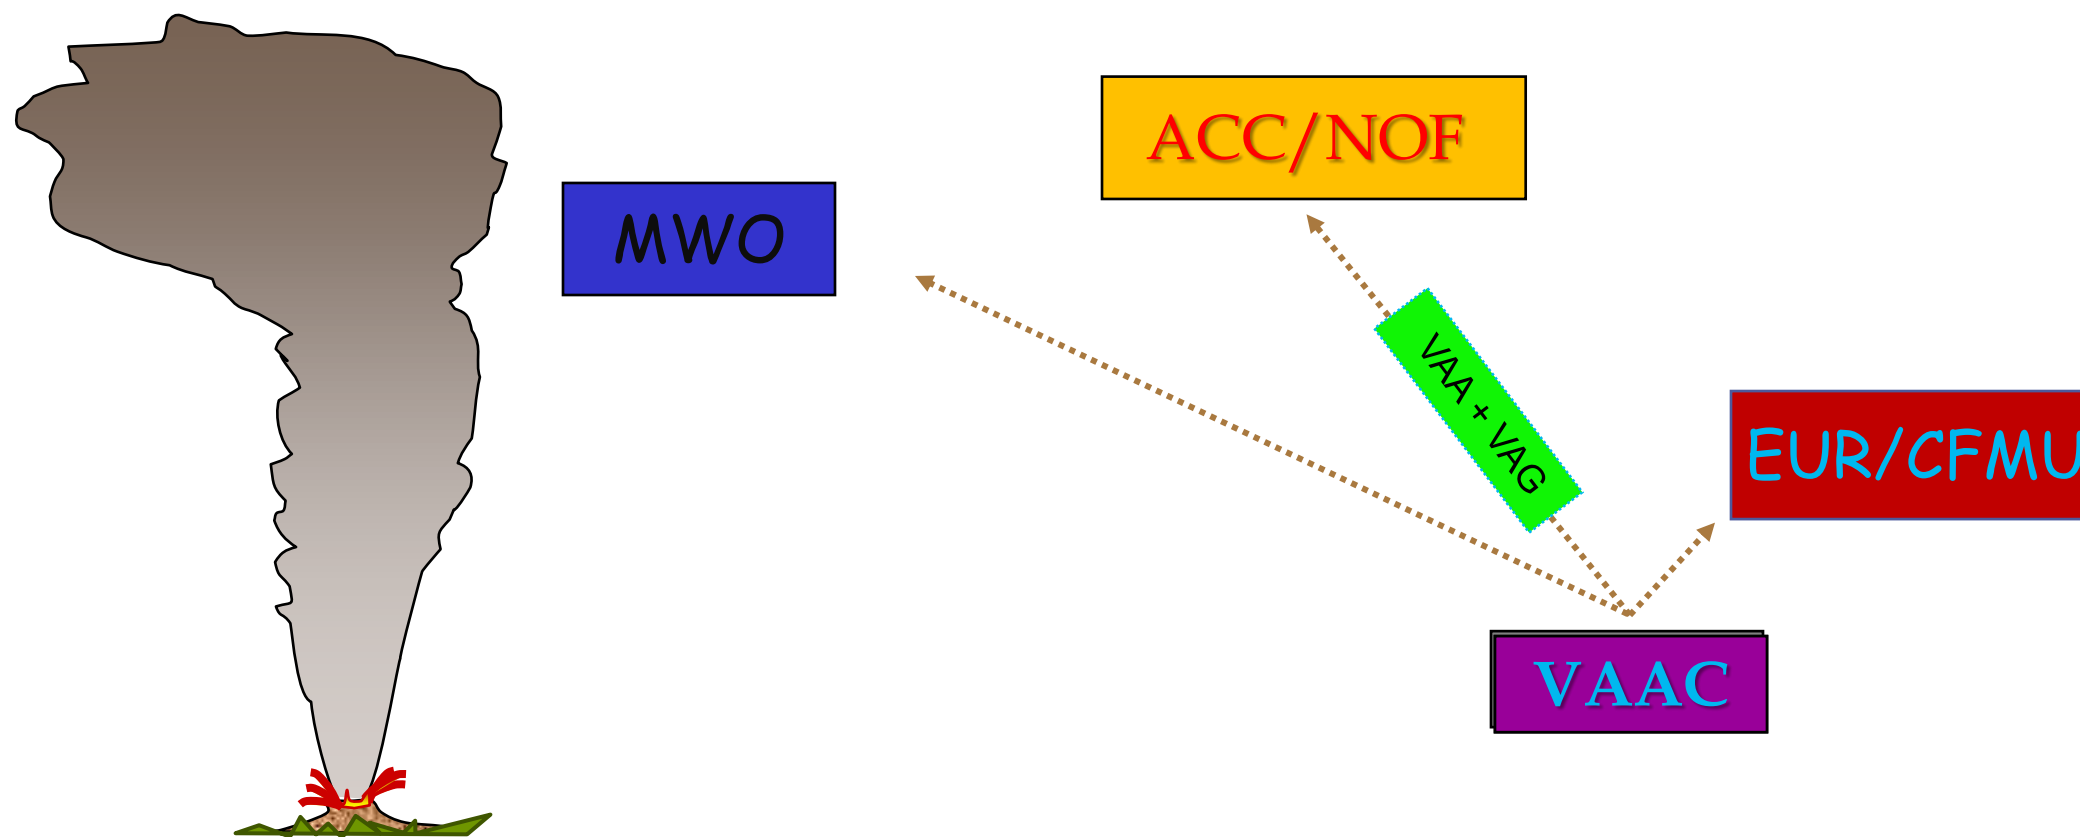 ACC/NOF
MWO
VAA + VAG
EUR/CFMU
VAAC